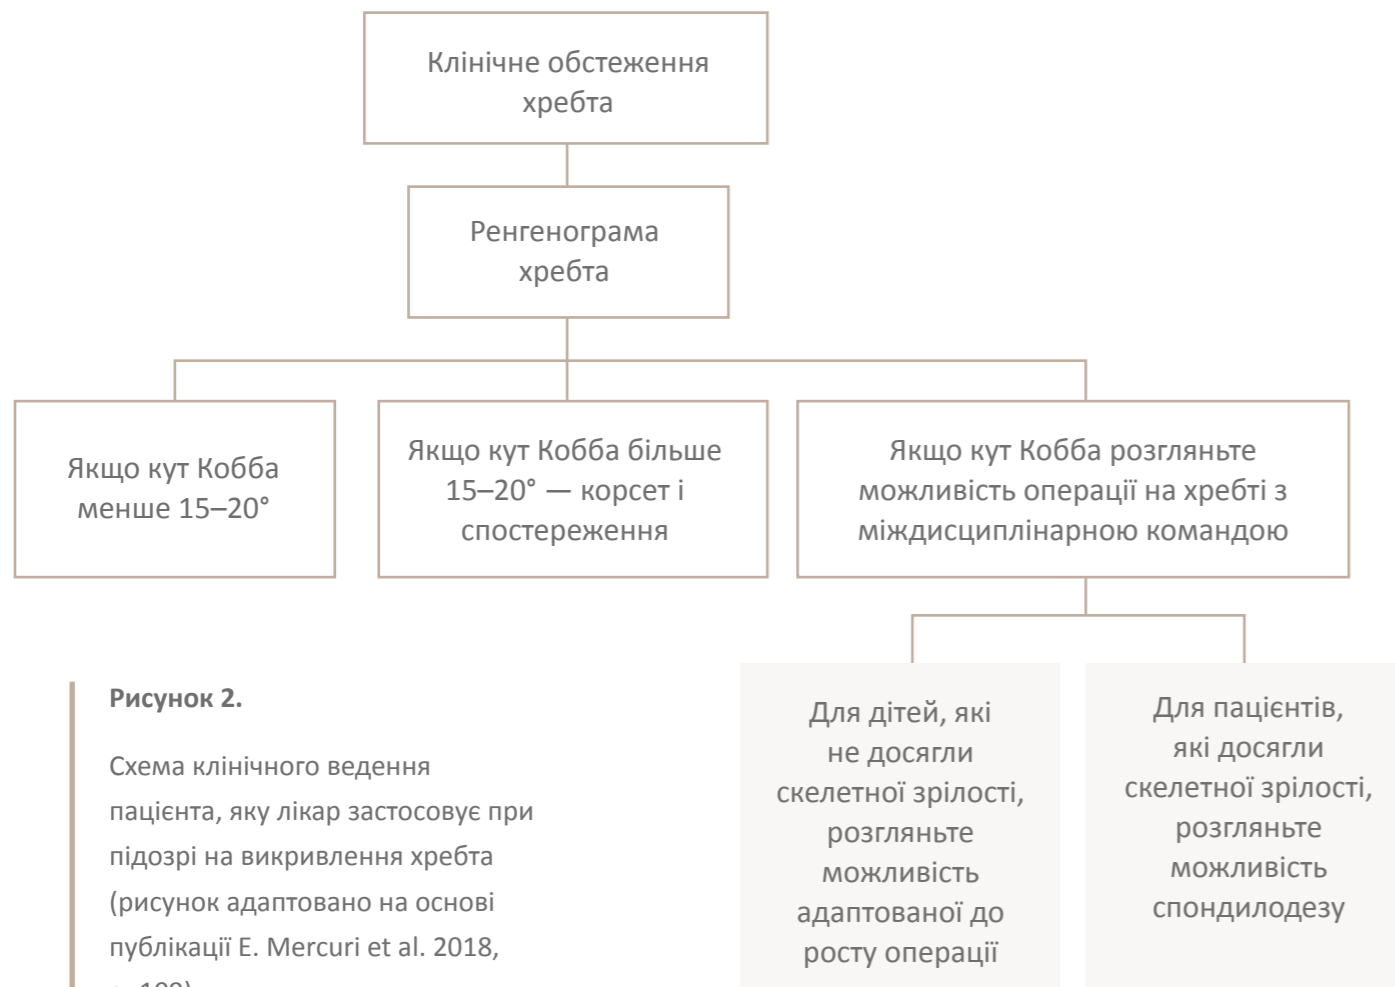 Клінічне обстеження
хребта
Ренгенограма
хребта
Якщо кут Кобба
менше 15–20°
Якщо кут Кобба більше
15–20° — корсет і
спостереження
Якщо кут Кобба розгляньте
можливість операції на хребті з
міждисциплінарною командою
Для дітей, які
не досягли
скелетної зрілості,
розгляньте
можливість
адаптованої до
росту операції
Для пацієнтів,
які досягли
скелетної зрілості,
розгляньте
можливість
спондилодезу
Рисунок 2.
Схема клінічного ведення
пацієнта, яку лікар застосовує при
підозрі на викривлення хребта
(рисунок адаптовано на основі
публікації E. Mercuri et al. 2018,